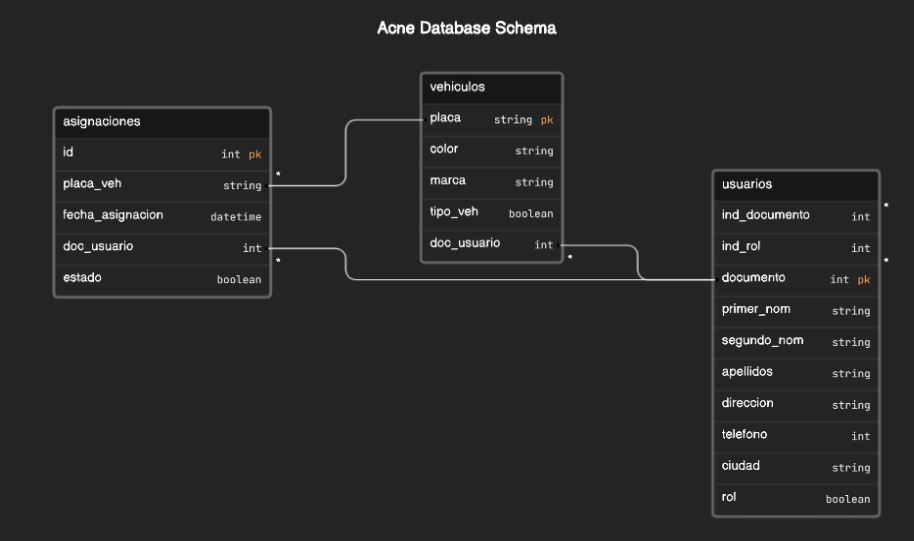 Acne Database Schema
asignaciones
id int pk
placa_veh string
*
fecha_asignacion datetime
doc_usuario int
*
estado boolean
vehiculos
placa string pk
color string
marca string
tipo_veh boolean
doc_usuario int
*
usuarios
*
ind_documento int
ind_rol int
*
documento int pk
primer_nom string
segundo_nom string
apellidos string
direccion string
telefono int
ciudad string
rol boolean